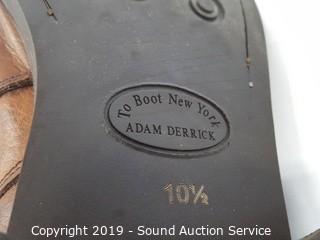 To Boot New York
ADAM DERRICK
10½
Copyright 2019 - Sound Auction Service